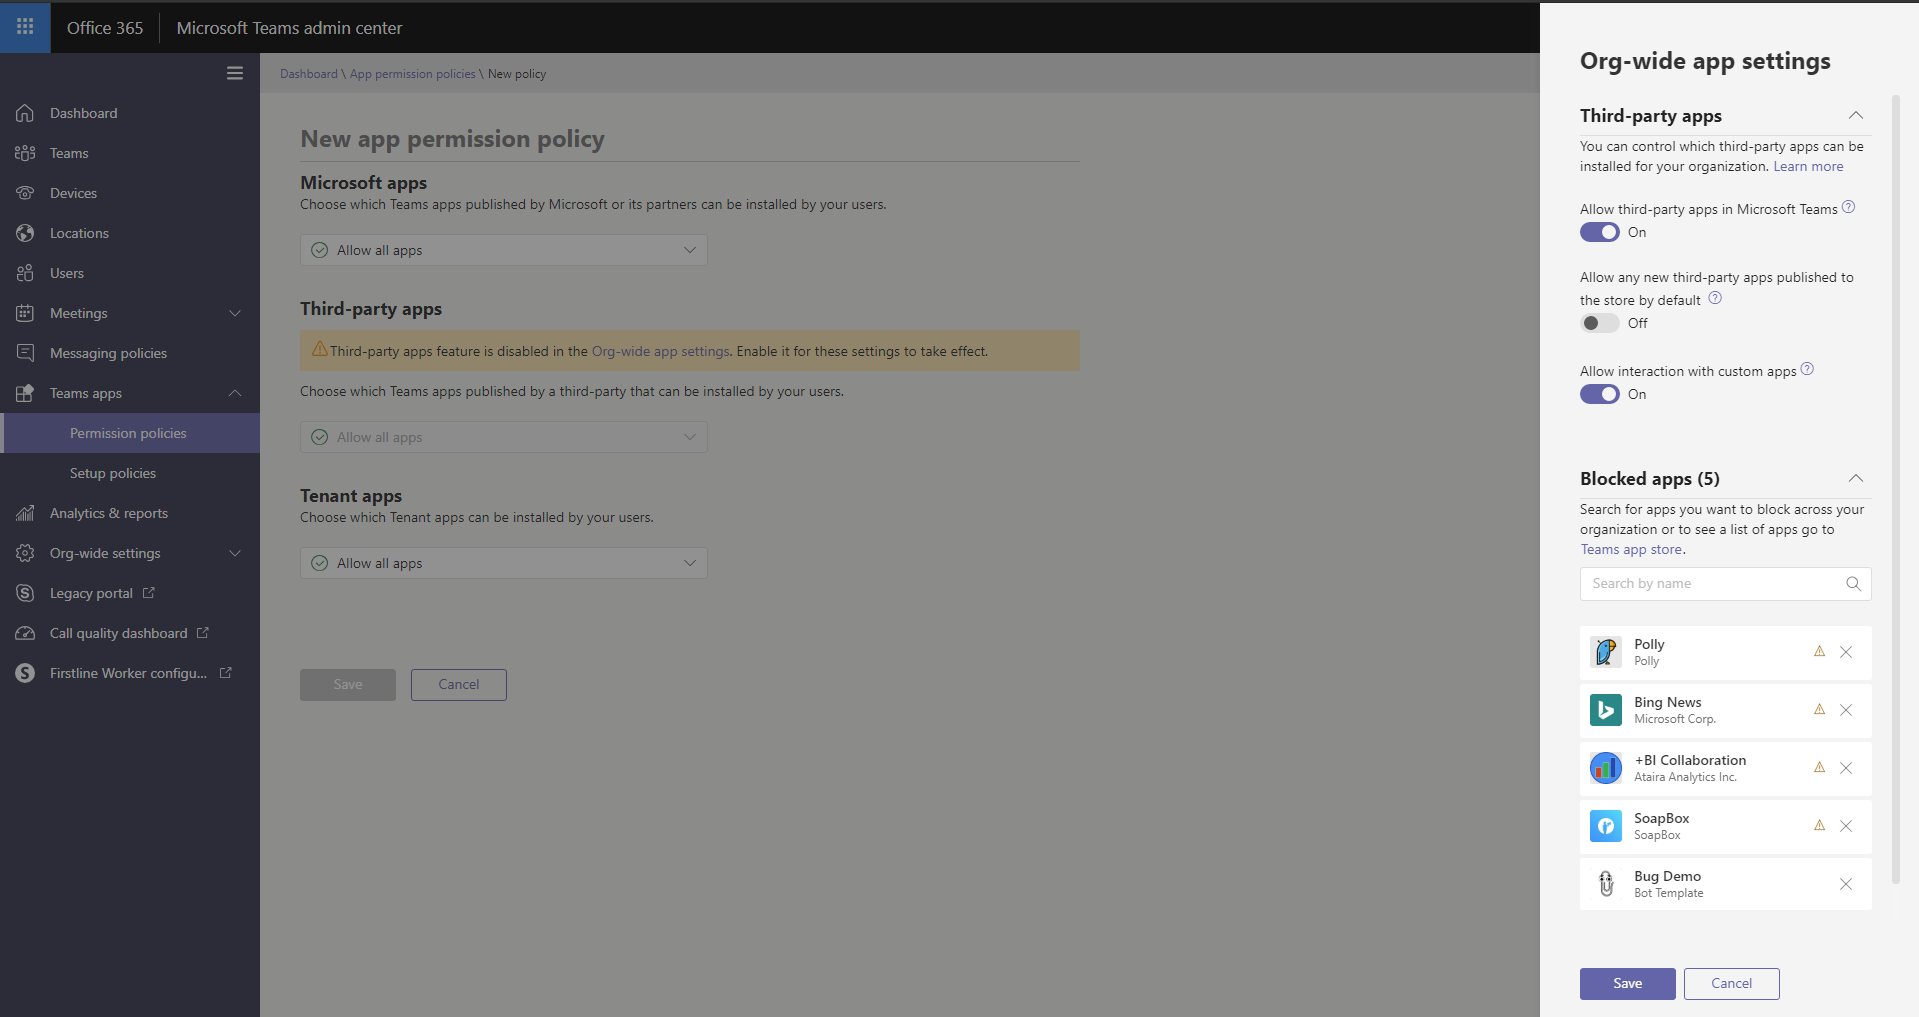 Office 365
Microsoft Teams admin center
Dashboard
Teams
Devices
Locations
Users
Meetings
Messaging policies
Teams apps
Permission policies
Setup policies
Analytics & reports
Org-wide settings
Legacy portal
Call quality dashboard
Firstline Worker configu...
Dashboard \ App permission policies \ New policy
New app permission policy
Microsoft apps
Choose which Teams apps published by Microsoft or its partners can be installed by your users.
Allow all apps
Third-party apps
Third-party apps feature is disabled in the Org-wide app settings. Enable it for these settings to take effect.
Choose which Teams apps published by a third-party that can be installed by your users.
Allow all apps
Tenant apps
Choose which Tenant apps can be installed by your users.
Allow all apps
Save
Cancel
Org-wide app settings
Third-party apps
You can control which third-party apps can be
installed for your organization. Learn more
Allow third-party apps in Microsoft Teams
On
Allow any new third-party apps published to
the store by default
Off
Allow interaction with custom apps
On
Blocked apps (5)
Search for apps you want to block across your
organization or to see a list of apps go to
Teams app store.
Search by name
Polly
Polly
Bing News
Microsoft Corp.
+BI Collaboration
Ataira Analytics Inc.
SoapBox
SoapBox
Bug Demo
Bot Template
Save
Cancel